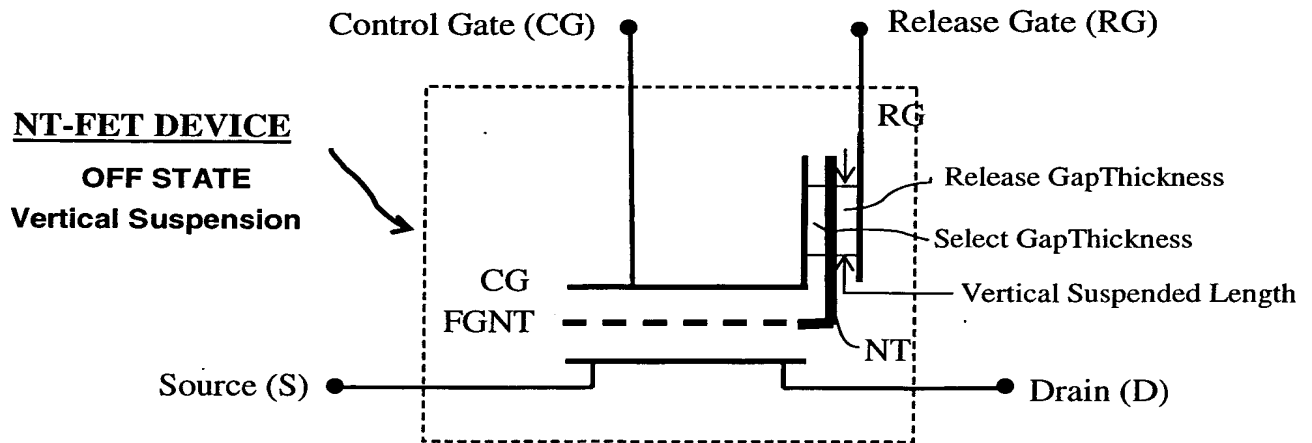 Control Gate (CG)
Release Gate (RG)
NT-FET DEVICE
OFF STATE
Vertical Suspension
RG
Release GapThickness
Select GapThickness
CG
Vertical Suspended Length
FGNT
NT
Source (S)
Drain (D)